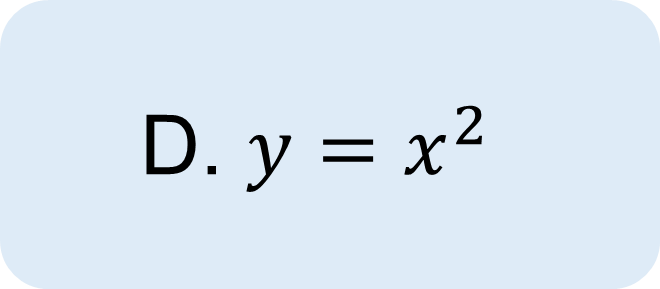 D. y = x²